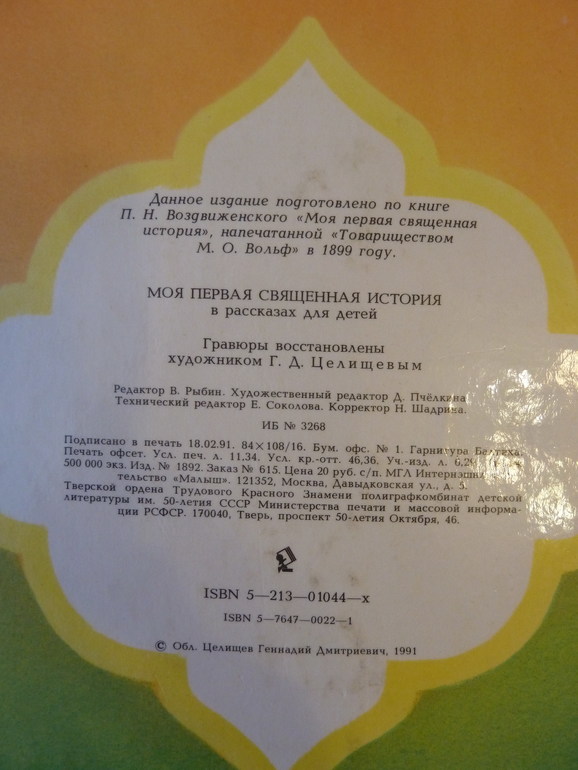 Данное издание подготовлено по книге
П. Н. Воздвиженского «Моя первая священная
история», напечатанной «Товариществом
М. О. Вольф» в 1899 году.
МОЯ ПЕРВАЯ СВЯЩЕННАЯ ИСТОРИЯ
в рассказах для детей
Гравюры восстановлены
художником Г. Д. Целищевым
Редактор В. Рыбин. Художественный редактор Д. Пчёлкина
Технический редактор Е. Соколова. Корректор Н. Шадрина.
ИБ № 3268
Подписано в печать 18.02.91. 84×108/16. Бум. офс. № 1. Гарнитура Балтика.
Печать офсет. Усл. печ. л. 11,34. Усл. кр.-отт. 46,36. Уч.-изд. л.
500 000 экз. Изд. № 1892. Заказ № 615. Цена 20 руб. с/п. МГЛ
тельство «Малыш». 121352, Москва, Давыдковская ул., д. 5.
Тверской ордена Трудового Красного Знамени полиграфкомбинат детской
литературы им. 50-летия СССР Министерства печати и массовой информа-
ции РСФСР. 170040, Тверь, проспект 50-летия Октября, 46.
ISBN 5—213—01044—x
ISBN 5—7647—0022—1
© Обл. Целищев Геннадий Дмитриевич, 1991